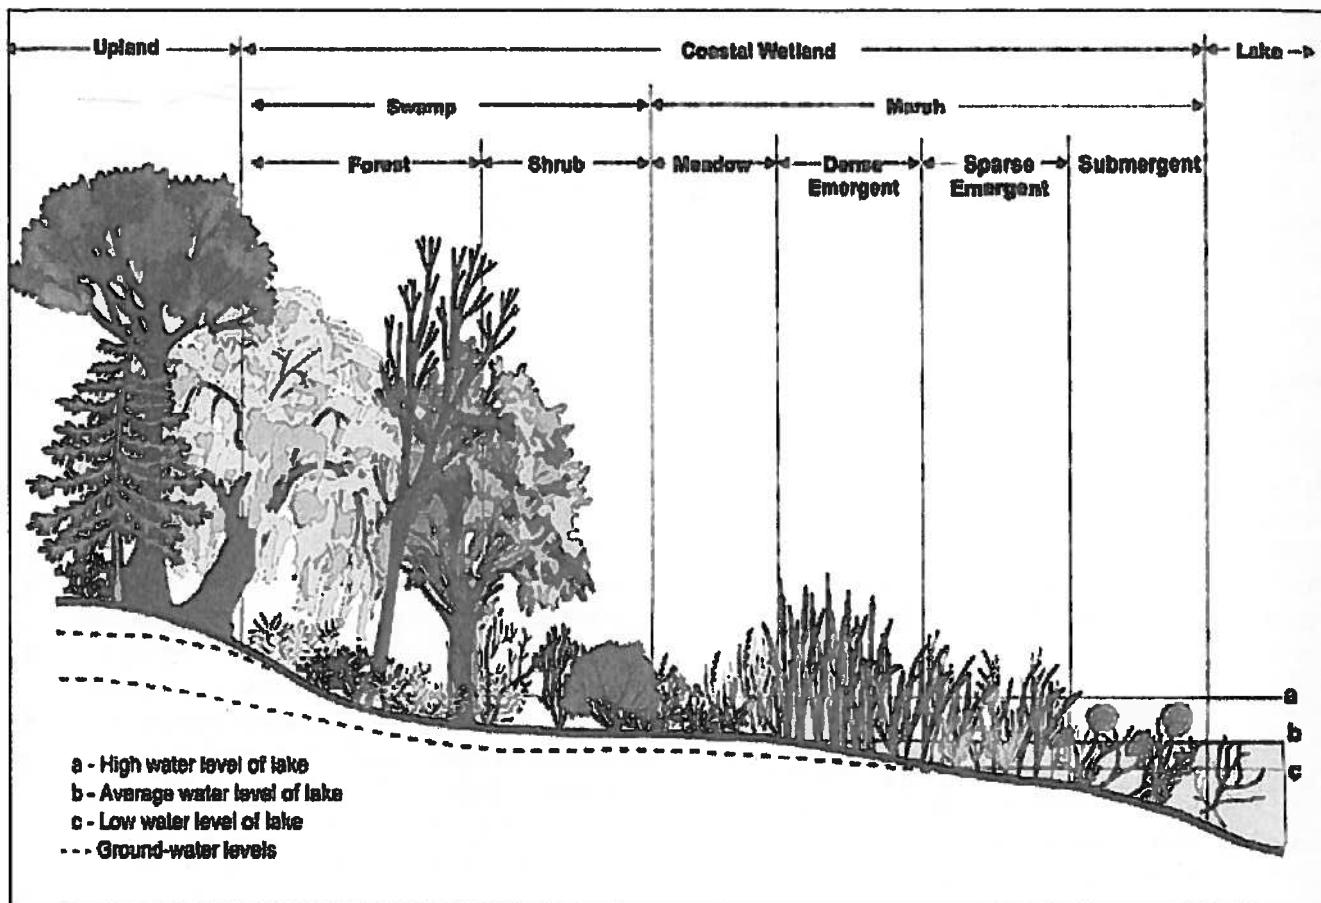 Upland
Coastal Wetland
Lake
Swamp
Marsh
Forest
Shrub
Meadow
Dense
Emergent
Sparse
Emergent
Submergent
a
b
c
a - High water level of lake
b - Average water level of lake
c - Low water level of lake
Ground-water levels